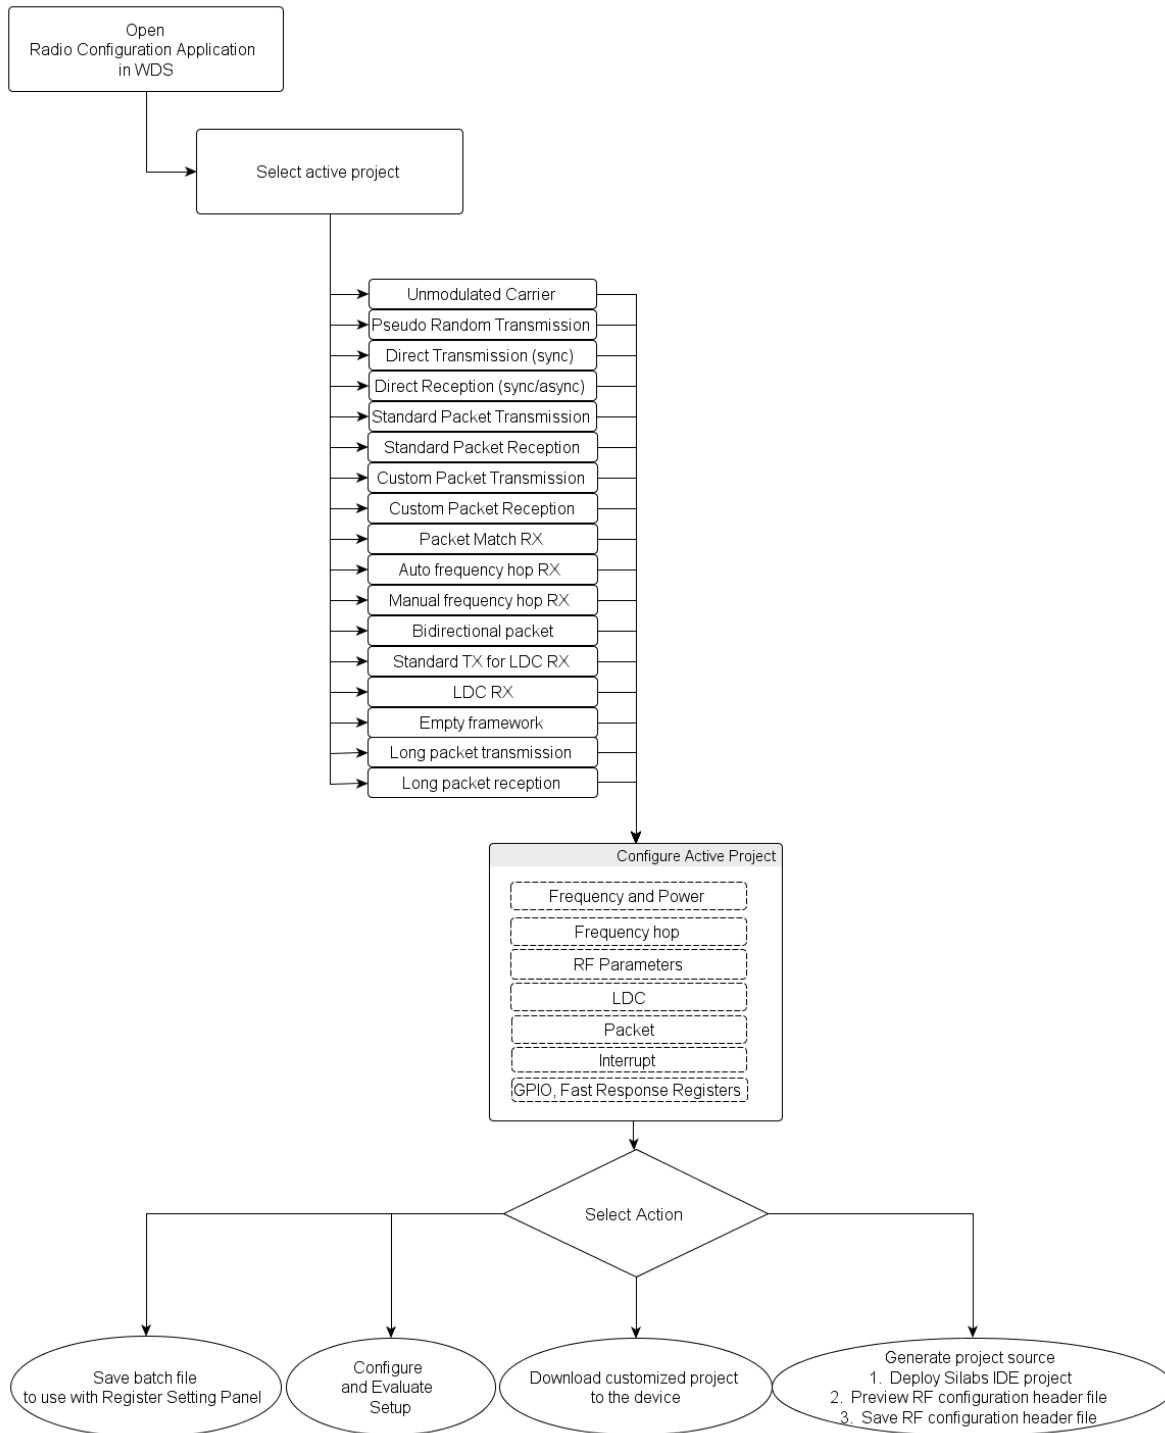 Open
Radio Configuration Application
in WDS
Select active project
Unmodulated Carrier
Pseudo Random Transmission
Direct Transmission (sync)
Direct Reception (sync/async)
Standard Packet Transmission
Standard Packet Reception
Custom Packet Transmission
Custom Packet Reception
Packet Match RX
Auto frequency hop RX
Manual frequency hop RX
Bidirectional packet
Standard TX for LDC RX
LDC RX
Empty framework
Long packet transmission
Long packet reception
Configure Active Project
Frequency and Power
Frequency hop
RF Parameters
LDC
Packet
Interrupt
GPIO, Fast Response Registers
Select Action
Save batch file
to use with Register Setting Panel
Configure
and Evaluate
Setup
Download customized project
to the device
Generate project source
1. Deploy Silabs IDE project
2. Preview RF configuration header file
3. Save RF configuration header file